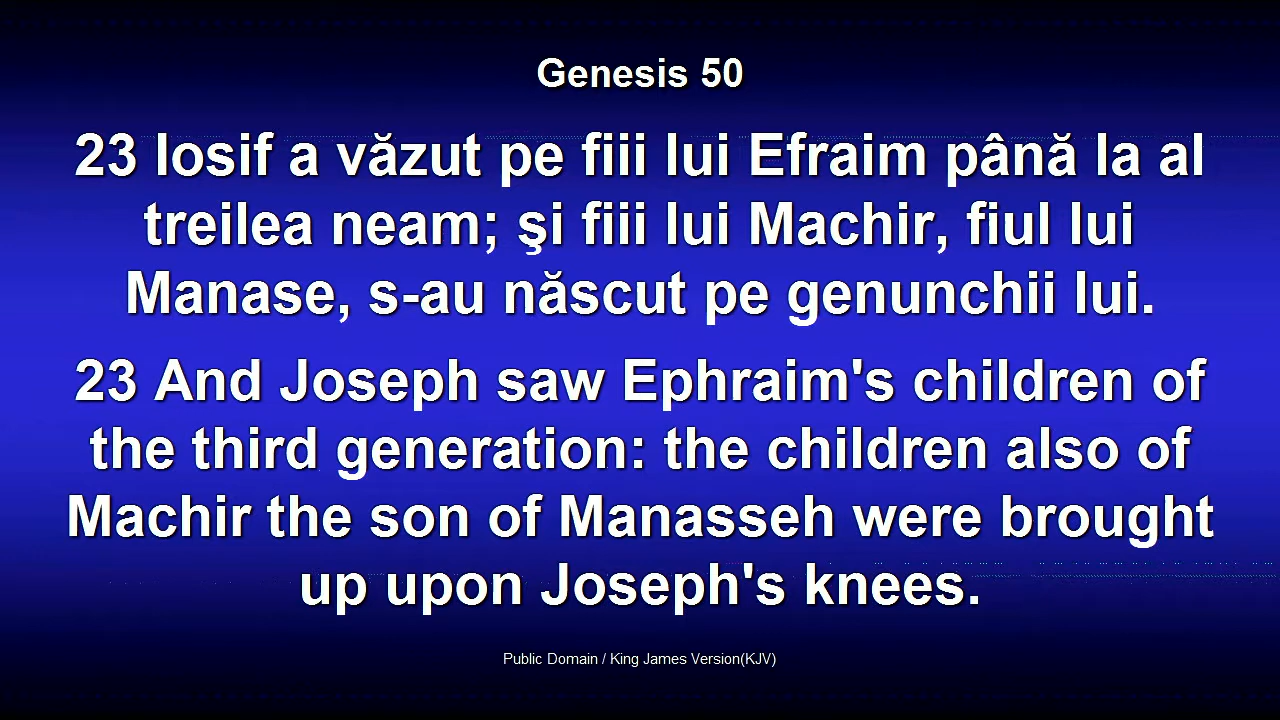 Genesis 50
23 Iosif a văzut pe fiii lui Efraim până la al
treilea neam; şi fiii lui Machir, fiul lui
Manase, s-au născut pe genunchii lui.
23 And Joseph saw Ephraim's children of
the third generation: the children also of
Machir the son of Manasseh were brought
up upon Joseph's knees.
Public Domain / King James Version(KJV)